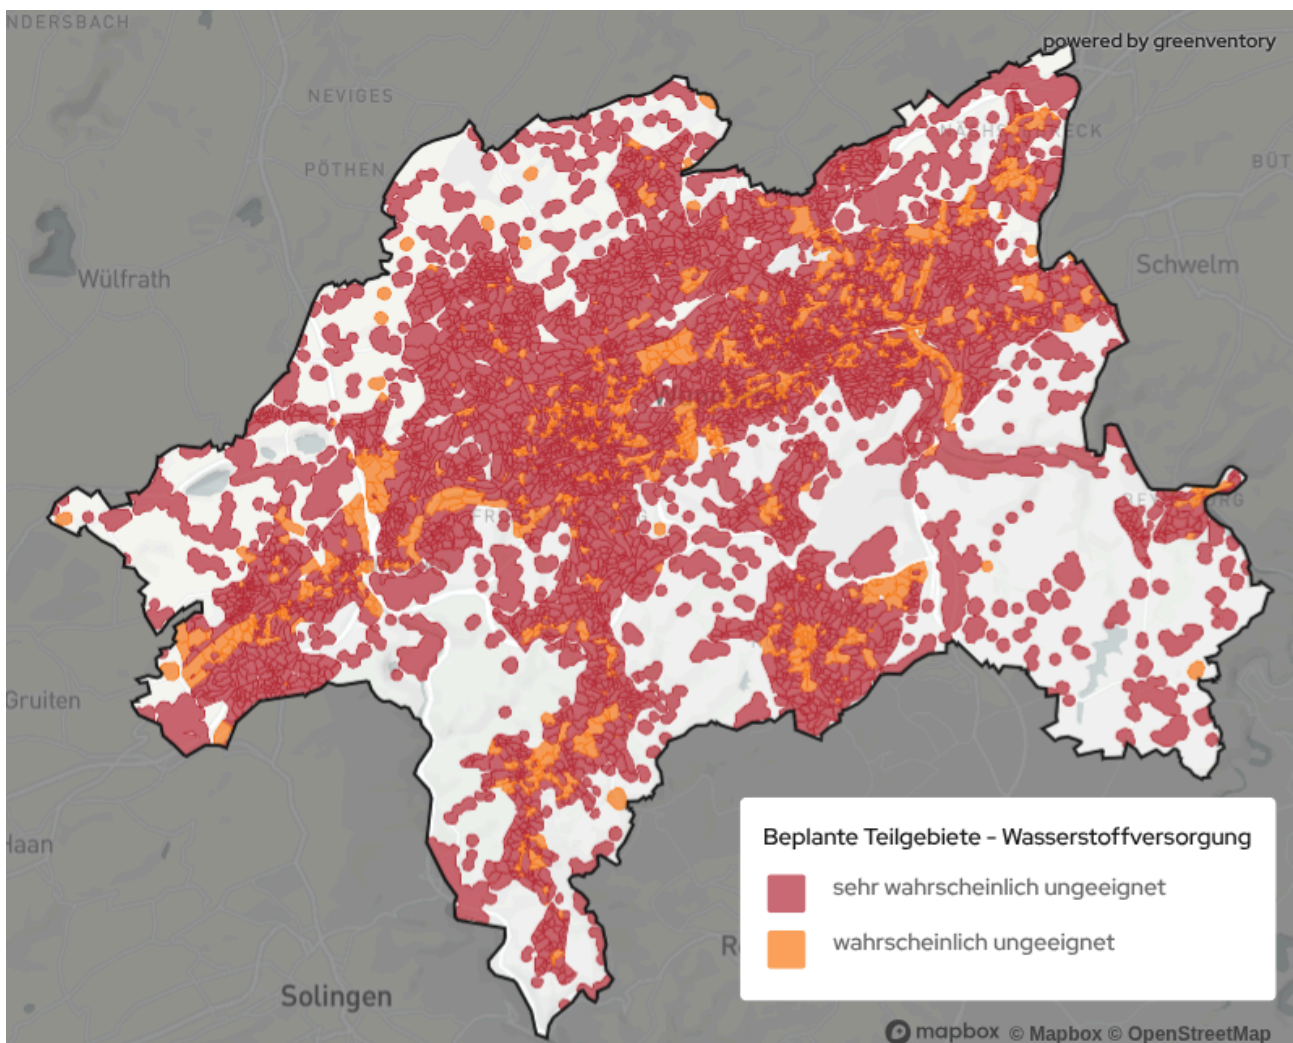 NDERSBACH
powered by greenventory
NEVIGES
PÖTHEN
Wülfrath
Schwelm
Gruiten
Haan
Solingen
Beplante Teilgebiete - Wasserstoffversorgung
sehr wahrscheinlich ungeeignet
wahrscheinlich ungeeignet
mapbox © Mapbox © OpenStreetMap